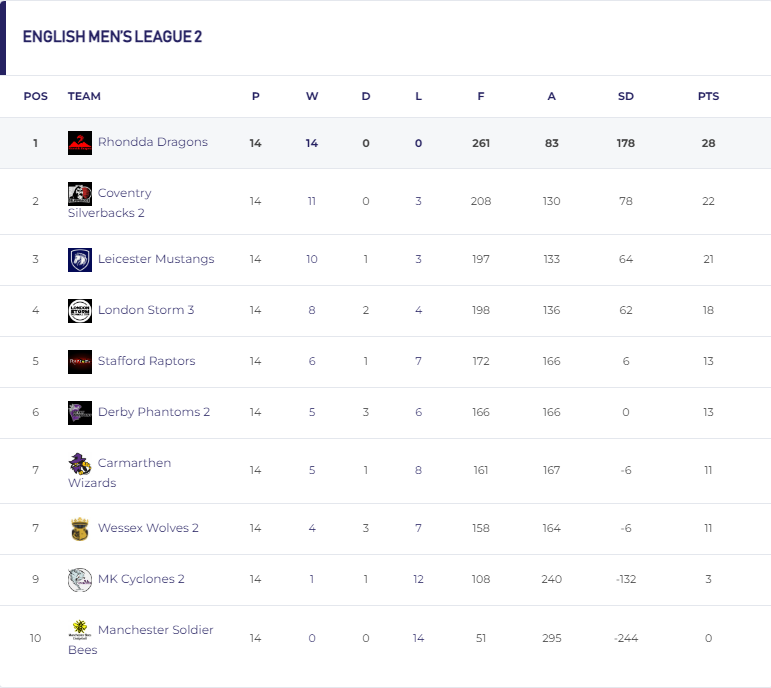 ENGLISH MEN'S LEAGUE 2
POS TEAM P W D L F A SD PTS
1 Rhondda Dragons 14 14 0 0 261 83 178 28
2 Coventry
Silverbacks 2 14 11 0 3 208 130 78 22
3 Leicester Mustangs 14 10 1 3 197 133 64 21
4 LONDON STORM London Storm 3 14 8 2 4 198 136 62 18
5 Stafford Raptors 14 6 1 7 172 166 6 13
6 Derby Phantoms 2 14 5 3 6 166 166 0 13
7 Carmarthen
Wizards 14 5 1 8 161 167 -6 11
7 Wessex Wolves 2 14 4 3 7 158 164 -6 11
9 MK Cyclones 2 14 1 1 12 108 240 -132 3
10 Manchester Soldier
Bees 14 0 0 14 51 295 -244 0